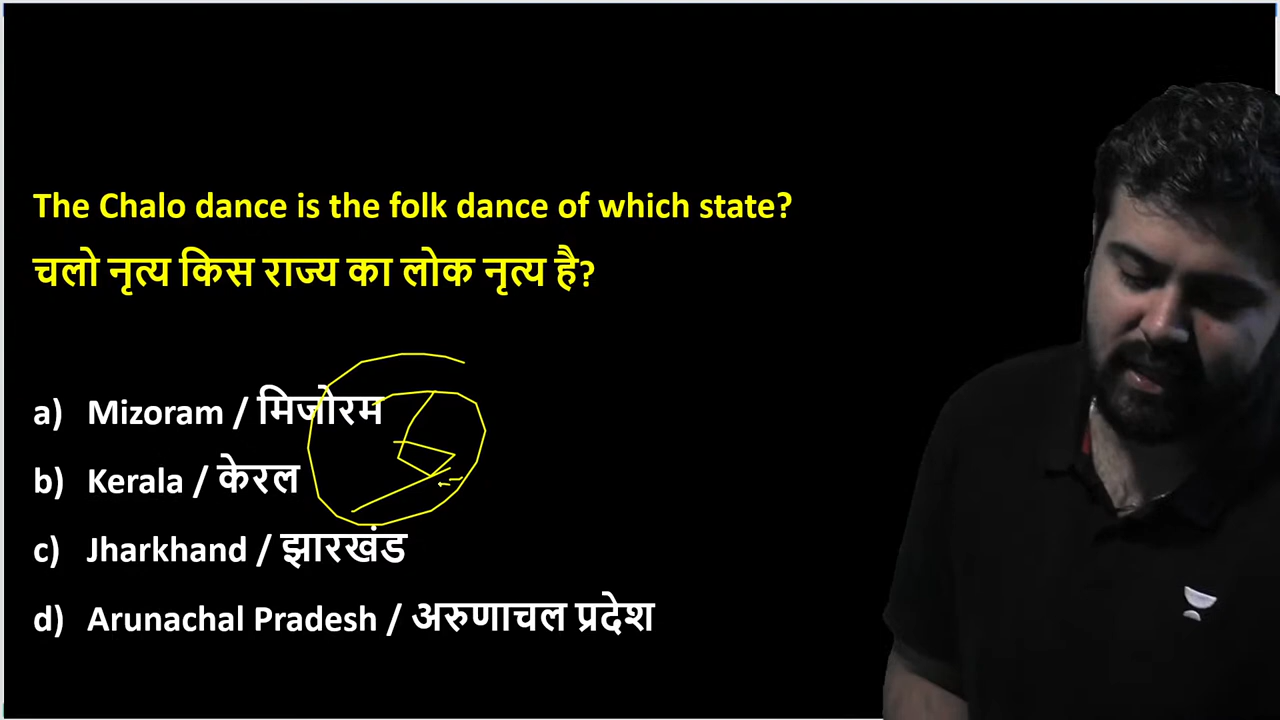 The Chalo dance is the folk dance of which state?
चलो नृत्य किस राज्य का लोक नृत्य है?
a) Mizoram / मिजोरम
b) Kerala / केरल
c) Jharkhand / झारखंड
d) Arunachal Pradesh / अरुणाचल प्रदेश